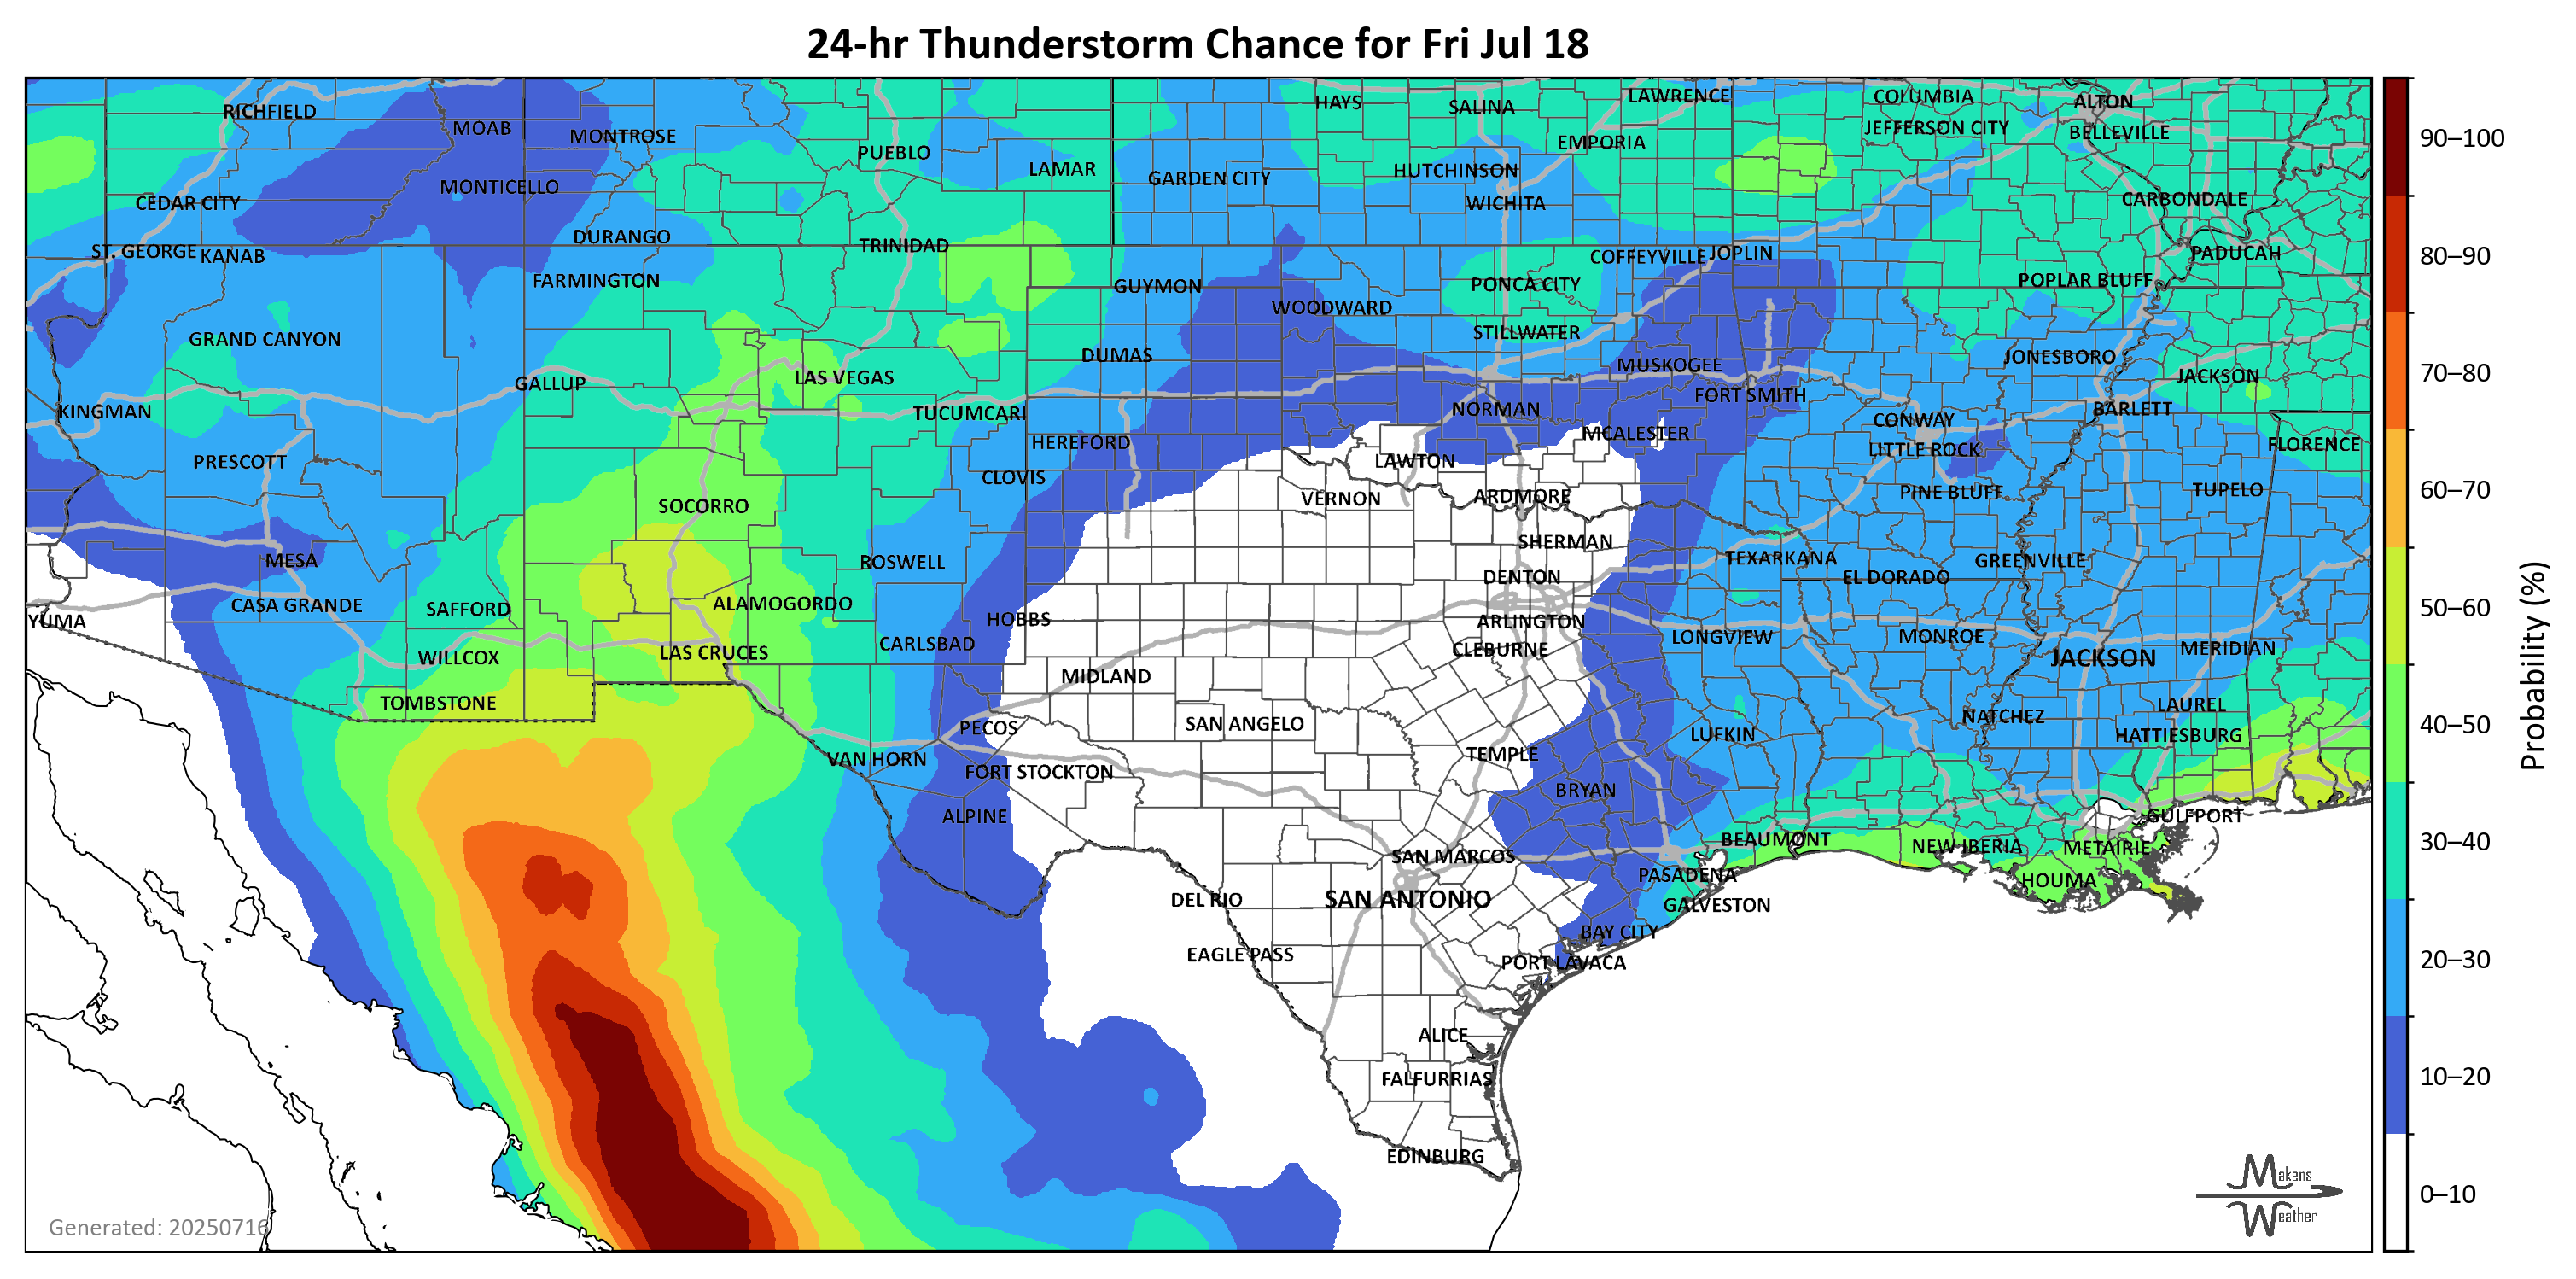 24-hr Thunderstorm Chance for Fri Jul 18
RICHFIELD
MOAB
MONTROSE
PUEBLO
LAMAR
GARDEN CITY
HAYS
SALINA
LAWRENCE
EMPORIA
HUTCHINSON
WICHITA
COLUMBIA
JEFFERSON CITY
ALTON
BELLEVILLE
CARBONDALE
MONTICELLO
CEDAR CITY
ST. GEORGE
KANAB
DURANGO
FARMINGTON
TRINIDAD
GUYMON
WOODWARD
PONCA CITY
COFFEYVILLE
JOPLIN
POPLAR BLUFF
PADUCAH
GRAND CANYON
STILLWATER
DUMAS
MUSKOGEE
JONESBORO
JACKSON
GALLUP
LAS VEGAS
KINGMAN
TUCUMCARI
NORMAN
FORT SMITH
CONWAY
BARLETT
HEREFORD
MCALESTER
LITTLE ROCK
FLORENCE
PRESCOTT
CLOVIS
LAWTON
VERNON
ARDMORE
PINE BLUFF
TUPELO
SOCORRO
SHERMAN
MESA
ROSWELL
DENTON
TEXARKANA
EL DORADO
GREENVILLE
CASA GRANDE
SAFFORD
ALAMOGORDO
YUMA
HOBBS
ARLINGTON
CLEBURNE
LONGVIEW
MONROE
JACKSON
MERIDIAN
WILLCOX
LAS CRUCES
CARLSBAD
MIDLAND
TOMBSTONE
PECOS
SAN ANGELO
LUFKIN
NATCHEZ
LAUREL
HATTIESBURG
VAN HORN
FORT STOCKTON
TEMPLE
BRYAN
ALPINE
GULFPORT
SAN MARCOS
BEAUMONT
NEW IBERIA
METAIRIE
PASADENA
HOUMA
DEL RIO
SAN ANTONIO
GALVESTON
BAY CITY
EAGLE PASS
PORT LAVACA
ALICE
FALFURRIAS
EDINBURG
Generated: 20250716
Makens
Weather
90–100
80–90
70–80
60–70
50–60
40–50
30–40
20–30
10–20
0–10
Probability (%)